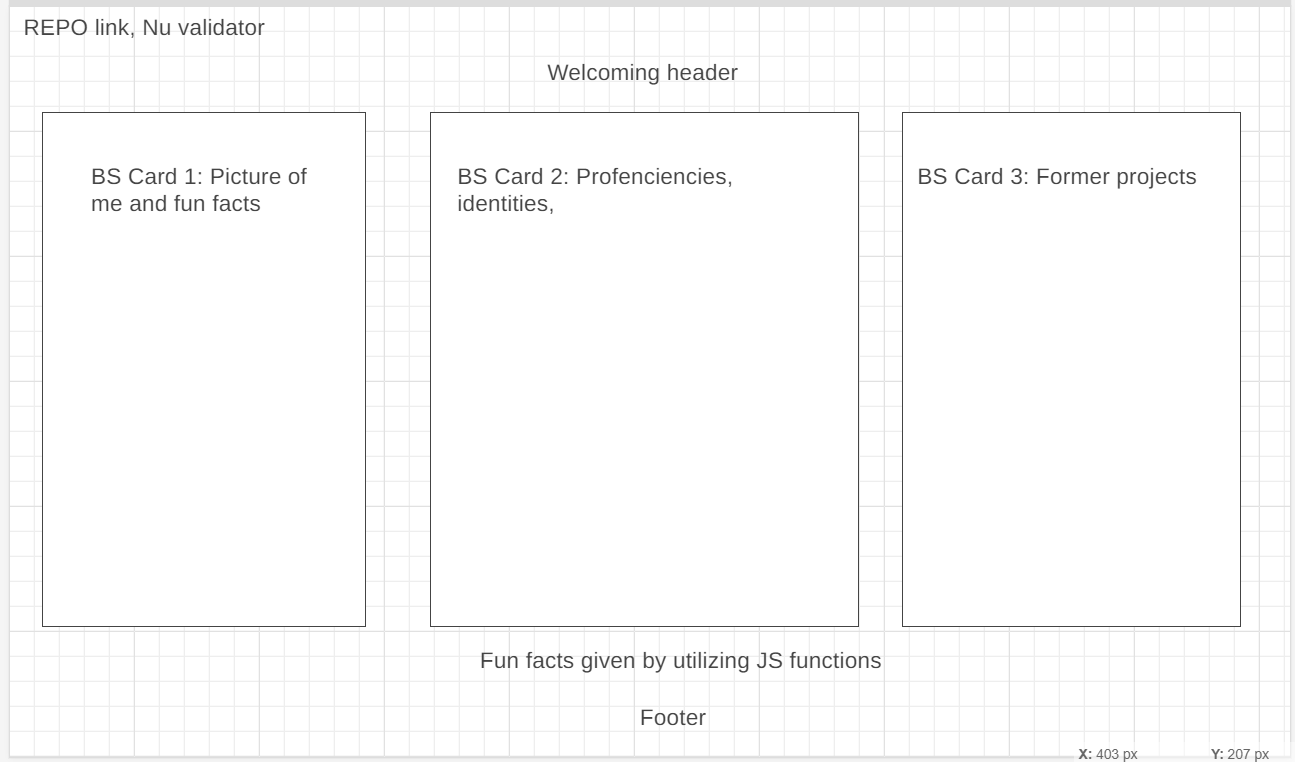 REPO link, Nu validator
Welcoming header
BS Card 1: Picture of
me and fun facts
BS Card 2: Profenciencies,
identities,
BS Card 3: Former projects
Fun facts given by utilizing JS functions
Footer
X: 403 px Y: 207 px